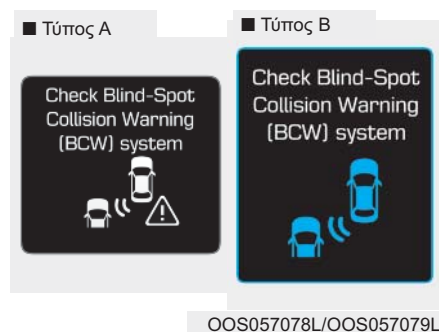 ■ Τύπος A
Check Blind-Spot
Collision Warning
(BCW) system
■ Τύπος B
Check Blind-Spot
Collision Warning
(BCW) system
OOS057078L/OOS057079L